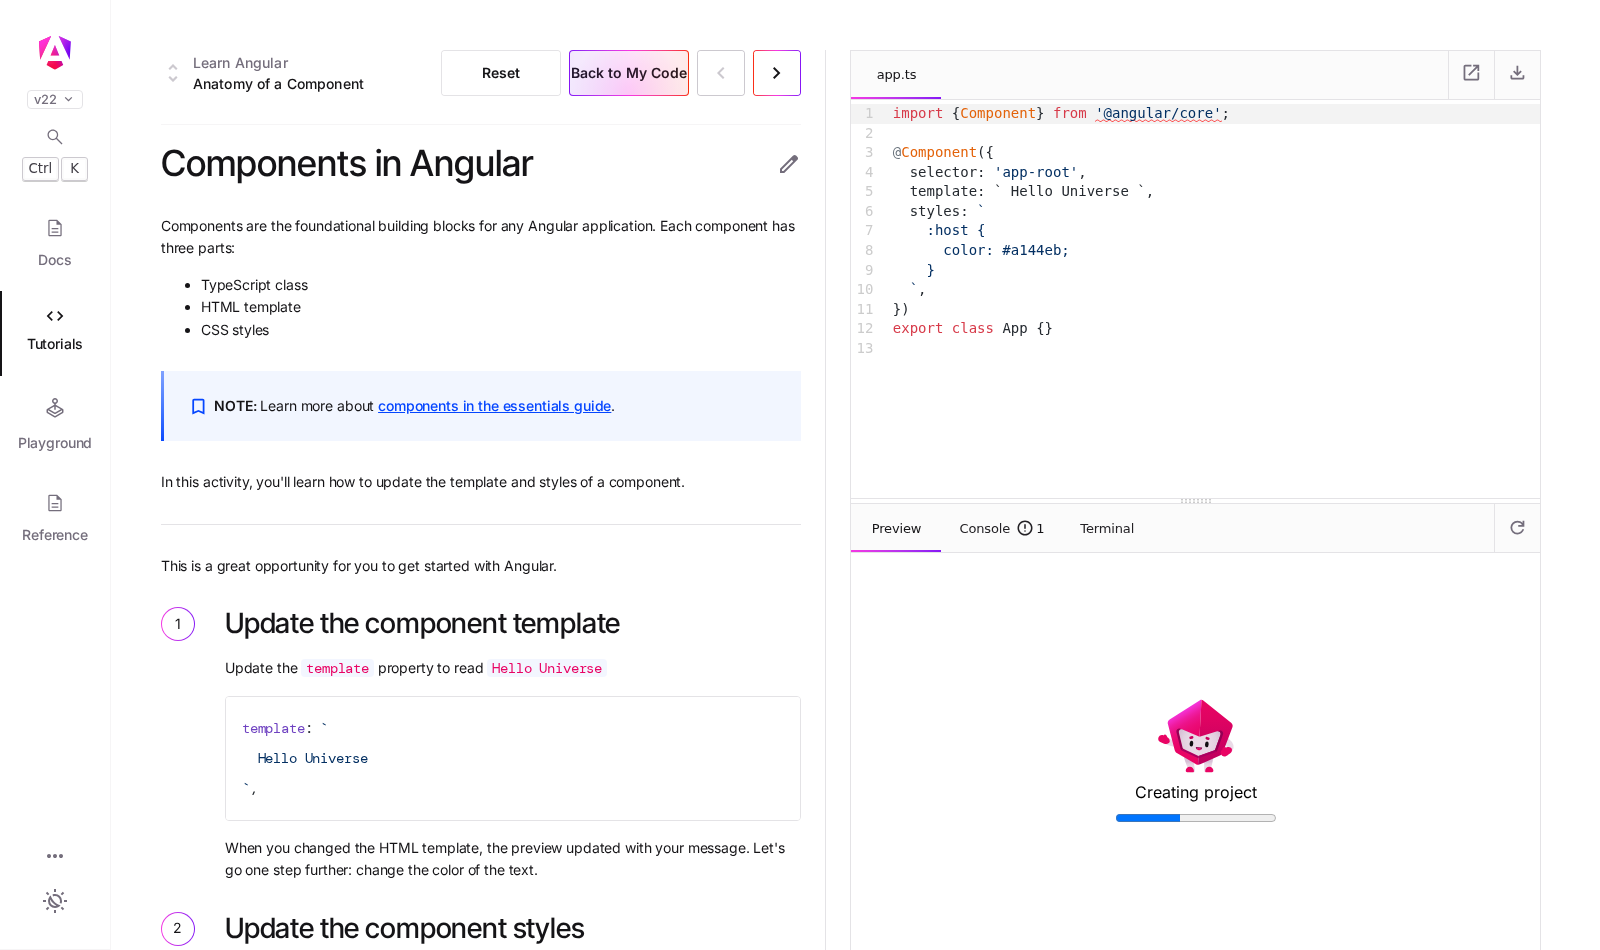 v22
Ctrl K
Docs
Tutorials
Playground
Reference
Learn Angular
Anatomy of a Component
Reset
Back to My Code
Components in Angular
Components are the foundational building blocks for any Angular application. Each component has
three parts:
TypeScript class
HTML template
CSS styles
NOTE: Learn more about components in the essentials guide.
In this activity, you'll learn how to update the template and styles of a component.
This is a great opportunity for you to get started with Angular.
1
Update the component template
Update the template property to read Hello Universe
template: `
  Hello Universe
`,
When you changed the HTML template, the preview updated with your message. Let's
go one step further: change the color of the text.
2
Update the component styles
app.ts
1 import {Component} from '@angular/core';
2
3 @Component({
4   selector: 'app-root',
5   template: ` Hello Universe `,
6   styles: `
7     :host {
8       color: #a144eb;
9     }
10   `,
11 })
12 export class App {}
13
Preview
Console 1
Terminal
Creating project